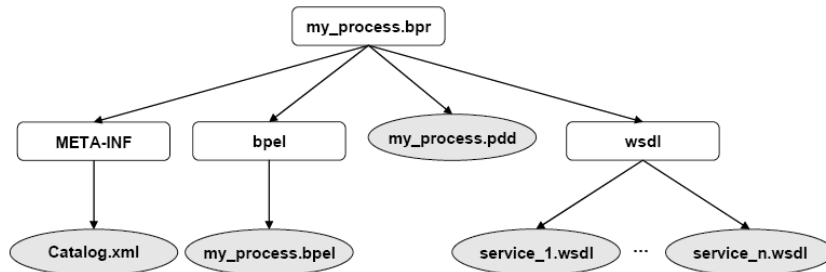 my_process.bpr
META-INF
bpel
my_process.pdd
wsdl
Catalog.xml
my_process.bpel
service_1.wsdl
...
service_n.wsdl